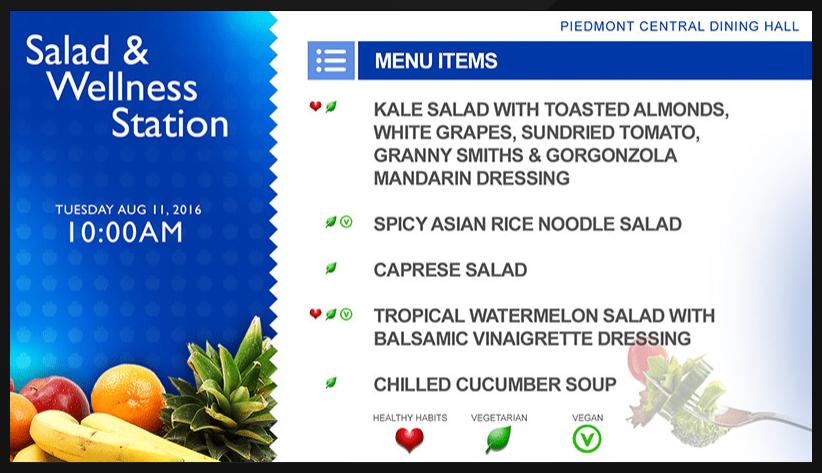 Salad &
Wellness
Station
TUESDAY AUG 11, 2016
10:00AM
PIEDMONT CENTRAL DINING HALL
MENU ITEMS
KALE SALAD WITH TOASTED ALMONDS,
WHITE GRAPES, SUNDRIED TOMATO,
GRANNY SMITHS & GORGONZOLA
MANDARIN DRESSING
SPICY ASIAN RICE NOODLE SALAD
CAPRESE SALAD
TROPICAL WATERMELON SALAD WITH
BALSAMIC VINAIGRETTE DRESSING
CHILLED CUCUMBER SOUP
HEALTHY HABITS VEGETARIAN VEGAN